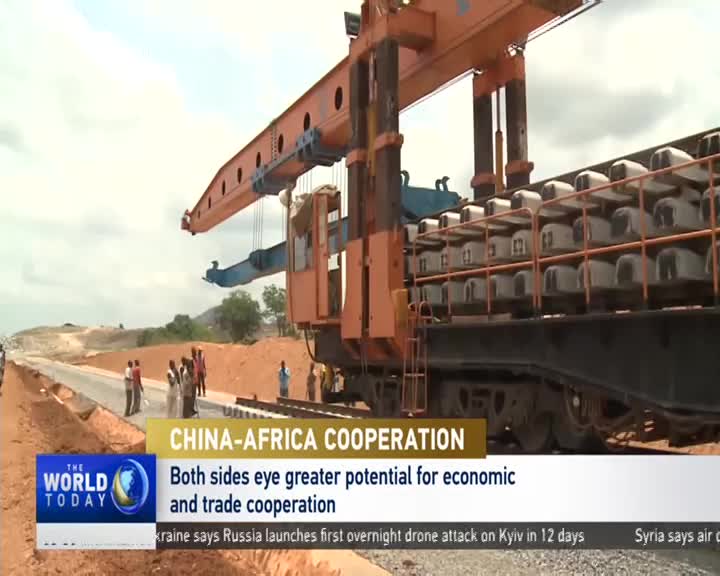 CHINA-AFRICA COOPERATION
Both sides eye greater potential for economic
and trade cooperation
THE
WORLD
TODAY
kraine says Russia launches first overnight drone attack on Kyiv in 12 days Syria says air